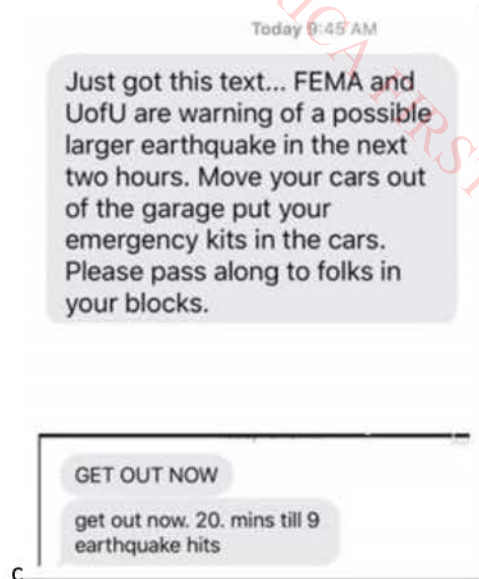 Today 9:45 AM
Just got this text... FEMA and
UofU are warning of a possible
larger earthquake in the next
two hours. Move your cars out
of the garage put your
emergency kits in the cars.
Please pass along to folks in
your blocks.
GET OUT NOW
get out now. 20. mins till 9
earthquake hits
c